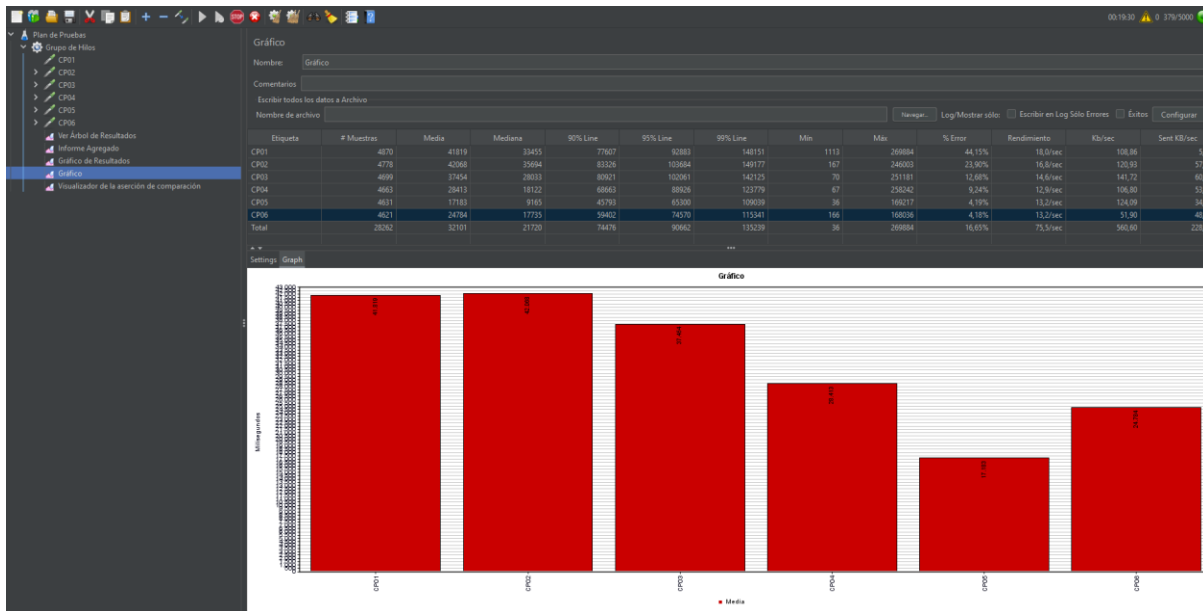 00:19:30 0 379/5000
Plan de Pruebas
Grupo de Hilos
CP01
CP02
CP03
CP04
CP05
CP06
Ver Árbol de Resultados
Informe Agregado
Gráfico de Resultados
Gráfico
Visualizador de la aserción de comparación
Gráfico
Nombre: Gráfico
Comentarios
Escribir todos los datos a Archivo
Nombre de archivo Navegar... Log/Mostrar sólo: Escribir en Log Sólo Errores Éxitos Configurar
Etiqueta # Muestras Media Mediana 90% Line 95% Line 99% Line Mín Máx % Error Rendimiento Kb/sec Sent KB/sec
CP01 4870 41819 33455 77607 92883 148151 1113 269884 44,15% 18,0/sec 108,86
CP02 4778 42068 35694 83326 103684 149177 167 246003 23,90% 16,8/sec 120,93 57,
CP03 4699 37454 28033 80921 102061 142125 70 251181 12,68% 14,6/sec 141,72 60,
CP04 4663 28413 18122 68663 88926 123779 67 258242 9,24% 12,9/sec 106,80 53,
CP05 4631 17183 9165 45793 65300 109039 36 169217 4,19% 13,2/sec 124,09 34,
CP06 4621 24784 17735 59402 74570 115341 166 168036 4,18% 13,2/sec 51,90 48,
Total 28262 32101 21720 74476 90662 135239 36 269884 16,65% 75,5/sec 560,60 228,
Settings Graph
Gráfico
Milisegundos
CP01 CP02 CP03 CP04 CP05 CP06
Media